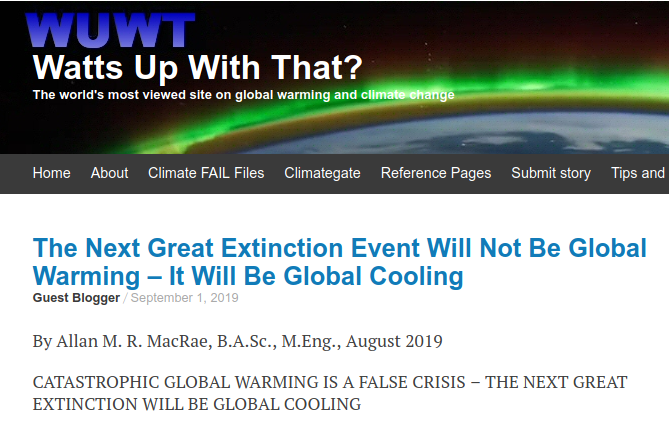 WUWT
Watts Up With That?
The world's most viewed site on global warming and climate change
Home About Climate FAIL Files Climategate Reference Pages Submit story Tips and
The Next Great Extinction Event Will Not Be Global
Warming – It Will Be Global Cooling
Guest Blogger / September 1, 2019
By Allan M. R. MacRae, B.A.Sc., M.Eng., August 2019
CATASTROPHIC GLOBAL WARMING IS A FALSE CRISIS – THE NEXT GREAT
EXTINCTION WILL BE GLOBAL COOLING